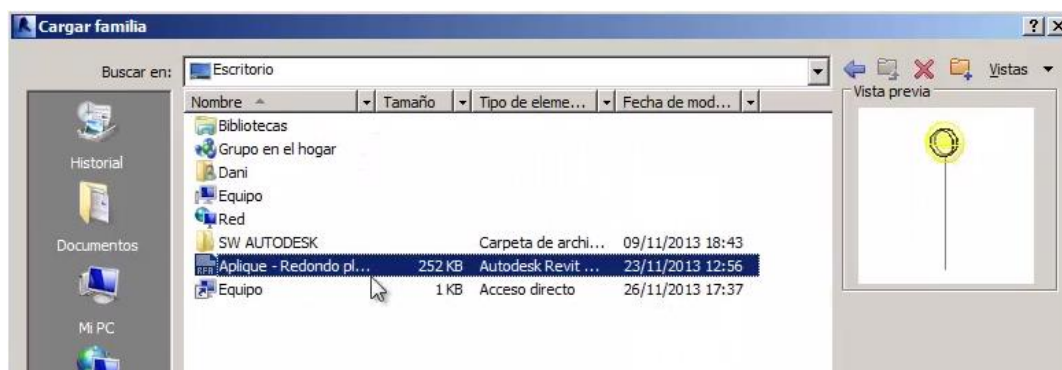 Cargar familia
Buscar en: Escritorio Vistas
Nombre Tamaño Tipo de eleme... Fecha de mod... Vista previa
Bibliotecas
Grupo en el hogar
Historial
Dani
Equipo
Red
Documentos
SW AUTODESK Carpeta de archi... 09/11/2013 18:43
RFA Aplique - Redondo pl... 252 KB Autodesk Revit ... 23/11/2013 12:56
Equipo 1 KB Acceso directo 26/11/2013 17:37
Mi PC